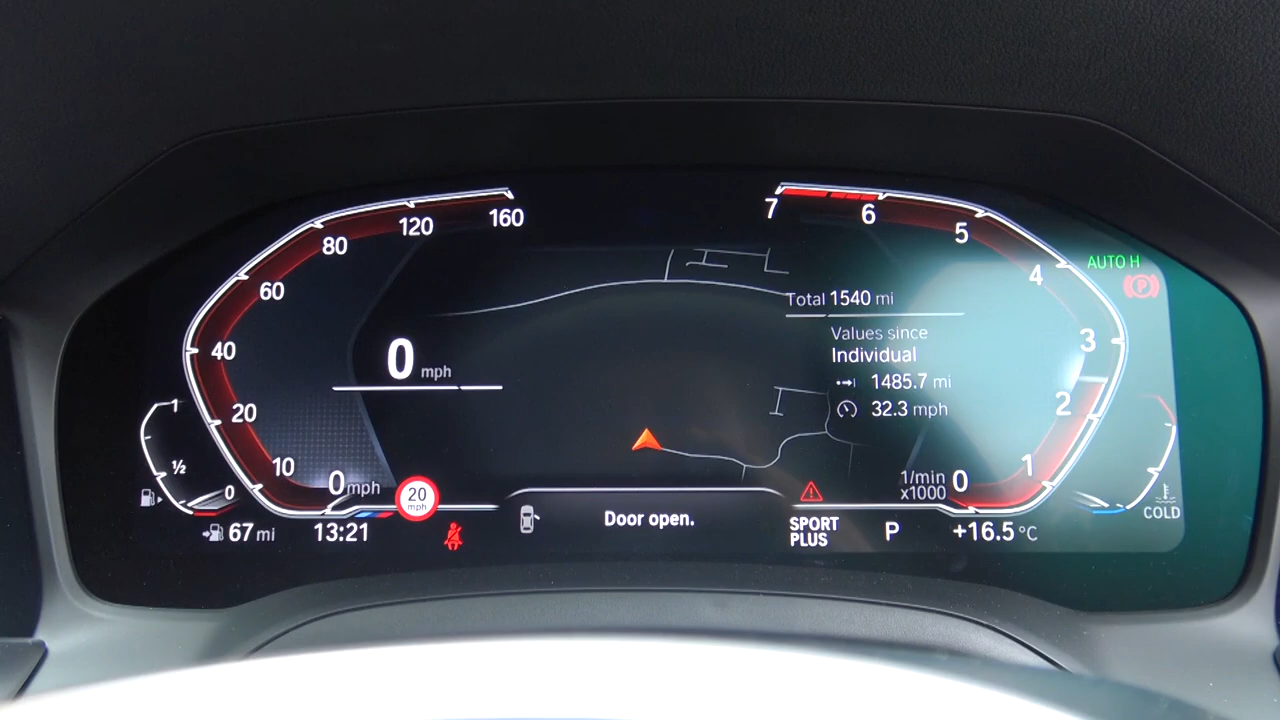 160
120
80
60
40
20
10
0 mph
0 mph
7
6
5
4
3
2
1
0
1/min
x1000
AUTO H
P
Total 1540 mi
Values since
Individual
1485.7 mi
32.3 mph
1
½
0
67 mi
13:21
20
mph
Door open.
SPORT
PLUS
P
+16.5 °C
COLD